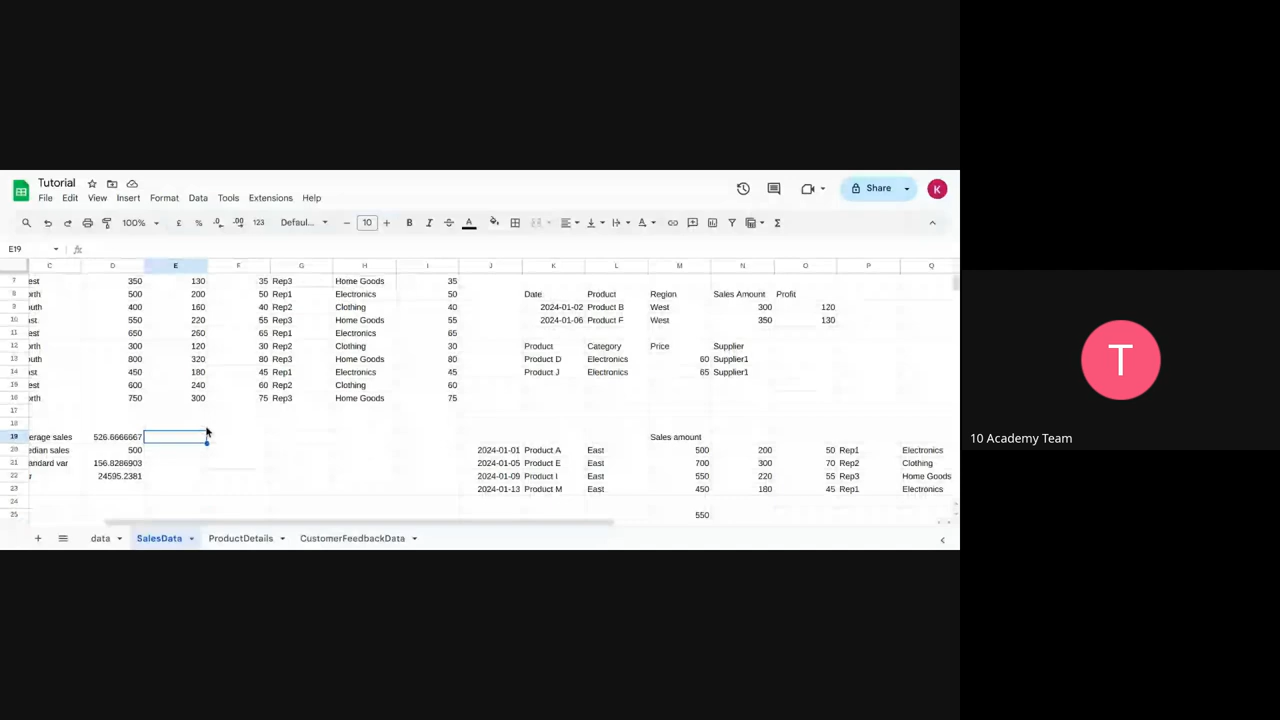 Tutorial
File Edit View Insert Format Data Tools Extensions Help
Share
K
100% £ % .0 .00 123 Defaul... − 10 + B I S A Σ
E19 fx
C D E F G H I J K L M N O P Q
7 est 350 130 35 Rep3 Home Goods 35
8 orth 500 200 50 Rep1 Electronics 50 Date Product Region Sales Amount Profit
9 outh 400 160 40 Rep2 Clothing 40 2024-01-02 Product B West 300 120
10 ast 550 220 55 Rep3 Home Goods 55 2024-01-06 Product F West 350 130
11 est 650 260 65 Rep1 Electronics 65
12 orth 300 120 30 Rep2 Clothing 30 Product Category Price Supplier
13 outh 800 320 80 Rep3 Home Goods 80 Product D Electronics 60 Supplier1
14 ast 450 180 45 Rep1 Electronics 45 Product J Electronics 65 Supplier1
15 est 600 240 60 Rep2 Clothing 60
16 orth 750 300 75 Rep3 Home Goods 75
17
18
19 erage sales 526.6666667 Sales amount
20 edian sales 500 2024-01-01 Product A East 500 200 50 Rep1 Electronics
21 andard var 156.8286903 2024-01-05 Product E East 700 300 70 Rep2 Clothing
22 24595.2381 2024-01-09 Product I East 550 220 55 Rep3 Home Goods
23 2024-01-13 Product M East 450 180 45 Rep1 Electronics
24
25 550
data SalesData ProductDetails CustomerFeedbackData
T
10 Academy Team